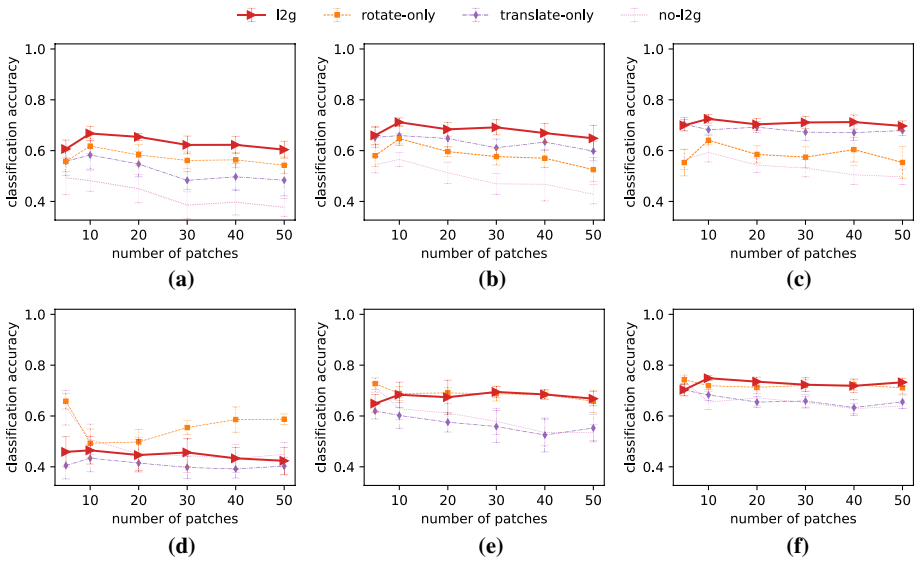 l2g rotate-only translate-only no-l2g
1.0 1.0 1.0
0.8 0.8 0.8
0.6 0.6 0.6
0.4 0.4 0.4
classification accuracy classification accuracy classification accuracy
10 20 30 40 50 10 20 30 40 50 10 20 30 40 50
number of patches number of patches number of patches
(a) (b) (c)
1.0 1.0 1.0
0.8 0.8 0.8
0.6 0.6 0.6
0.4 0.4 0.4
classification accuracy classification accuracy classification accuracy
10 20 30 40 50 10 20 30 40 50 10 20 30 40 50
number of patches number of patches number of patches
(d) (e) (f)